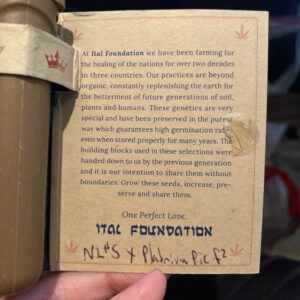 At Ital Foundation we have been farming for
the healing of the nations for over two decades
in three countries. Our practices are beyond
organic, constantly replenishing the earth for
the betterment of future generations of soil,
plants and humans. These genetics are very
special and have been preserved in the purest
way which guarantees high germination rates
even when stored properly for many years. The
building blocks used in these selections were
handed down to us by the previous generation
and it is our intention to share them without
boundaries. Grow these seeds, increase, pre-
serve and share them.
One Perfect Love,
ITAL FOUNDATION
NL#5 X Platnium Pie F2